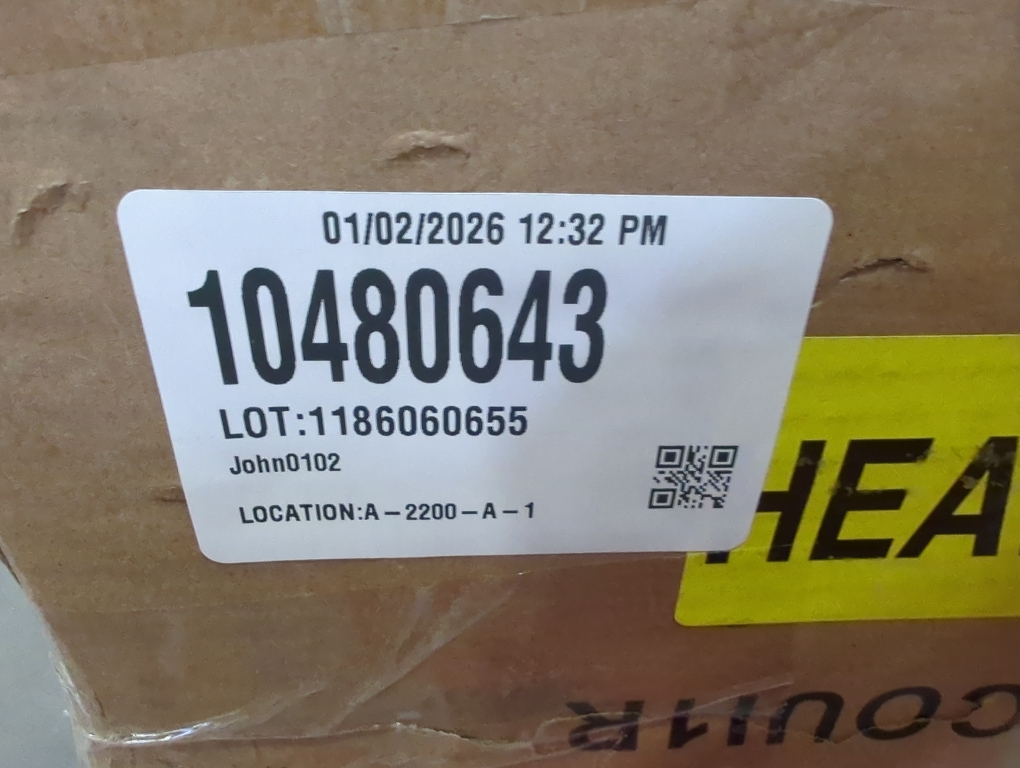 01/02/2026 12:32 PM
10480643
LOT:1186060655
John0102
LOCATION:A-2200-A-1
HEA